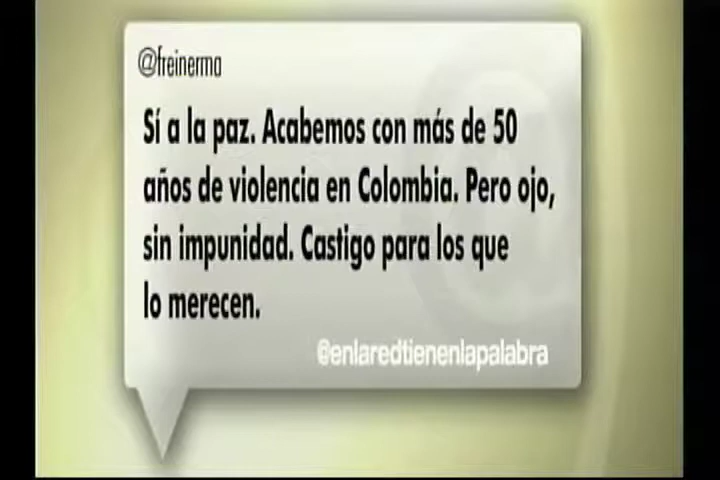 @freinerma
Sí a la paz. Acabemos con más de 50
años de violencia en Colombia. Pero ojo,
sin impunidad. Castigo para los que
lo merecen.
@enlaredtienenlapalabra